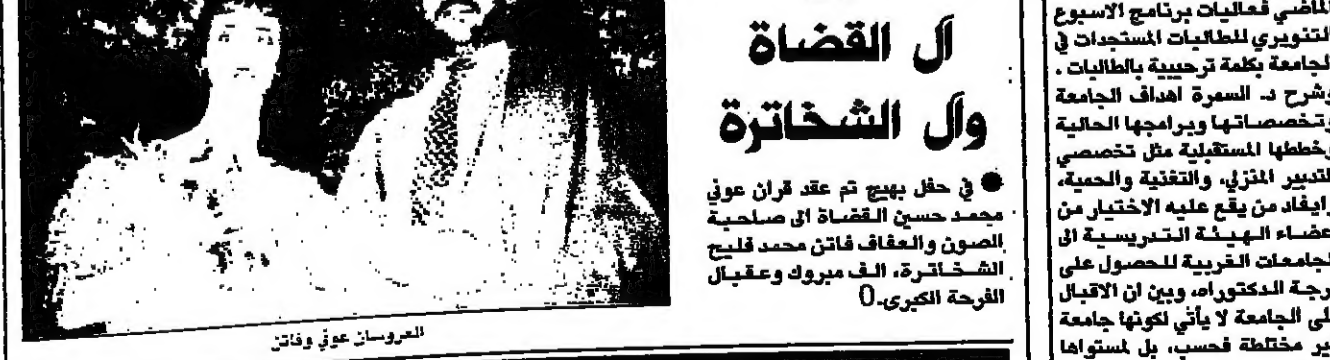 آل القضاة
وآل الشخاترة
● في حفل بهيج تم عقد قران عوني
محمد حسين القضاة الى صاحبة
الصون والعفاف فاتن محمد فليح
الشخاترة، الف مبروك وعقبال
الفرحة الكبرى.0
العروسان عوني وفاتن
الماضي فعاليات برنامج الاسبوع
التنويري للطالبات المستجدات في
الجامعة بكلمة ترحيبية بالطالبات .
وشرح د. السمرة اهداف الجامعة
وتخصصاتها وبرامجها الحالية
وخططها المستقبلية مثل تخصصي
التدبير المنزلي، والتغذية والحمية،
وايفاد من يقع عليه الاختيار من
اعضاء الهيئة التدريسية الى
الجامعات الغربية للحصول على
درجة الدكتوراه، وبين ان الاقبال
على الجامعة لا يأتي لكونها جامعة
غير مختلطة فحسب، بل لمستواها